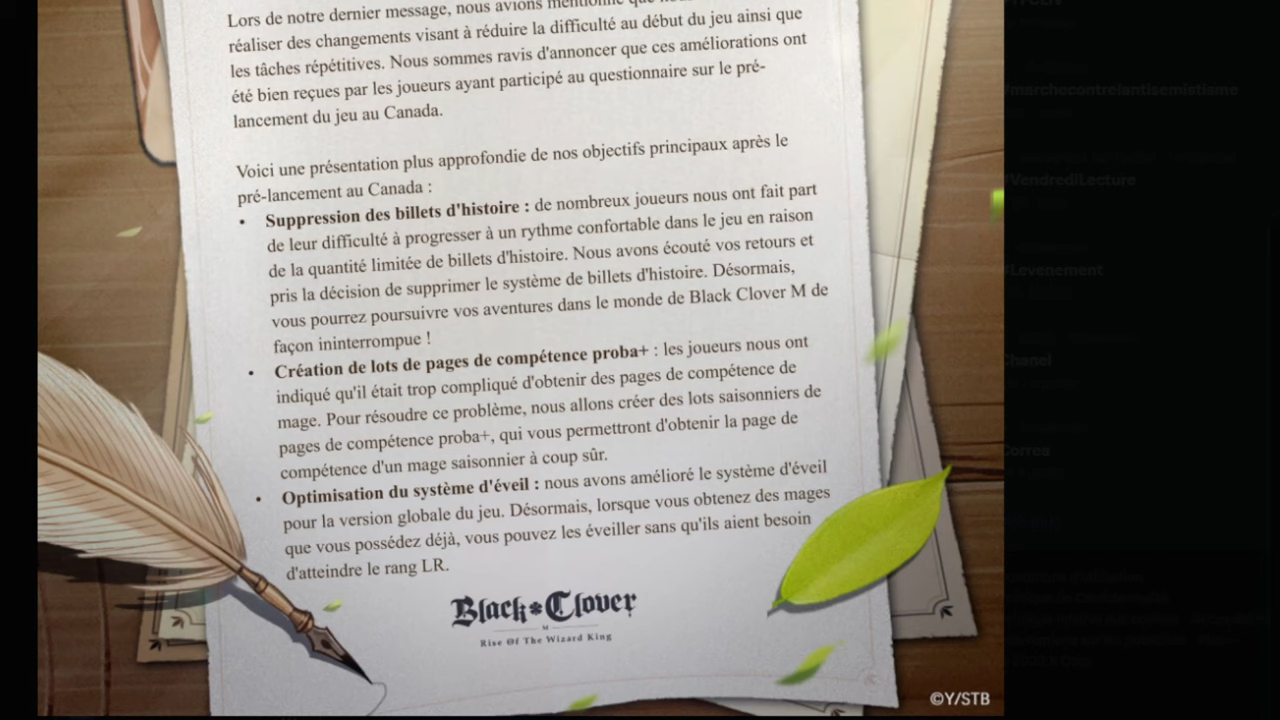 Lors de notre dernier message, nous avions mentionné que
réaliser des changements visant à réduire la difficulté au début du jeu ainsi que
les tâches répétitives. Nous sommes ravis d'annoncer que ces améliorations ont
été bien reçues par les joueurs ayant participé au questionnaire sur le pré-
lancement du jeu au Canada.
Voici une présentation plus approfondie de nos objectifs principaux après le
pré-lancement au Canada :
• Suppression des billets d'histoire : de nombreux joueurs nous ont fait part
de leur difficulté à progresser à un rythme confortable dans le jeu en raison
de la quantité limitée de billets d'histoire. Nous avons écouté vos retours et
pris la décision de supprimer le système de billets d'histoire. Désormais,
vous pourrez poursuivre vos aventures dans le monde de Black Clover M de
façon ininterrompue !
• Création de lots de pages de compétence proba+ : les joueurs nous ont
indiqué qu'il était trop compliqué d'obtenir des pages de compétence de
mage. Pour résoudre ce problème, nous allons créer des lots saisonniers de
pages de compétence proba+, qui vous permettront d'obtenir la page de
compétence d'un mage saisonnier à coup sûr.
• Optimisation du système d'éveil : nous avons amélioré le système d'éveil
pour la version globale du jeu. Désormais, lorsque vous obtenez des mages
que vous possédez déjà, vous pouvez les éveiller sans qu'ils aient besoin
d'atteindre le rang LR.
Black Clover
M
Rise Of The Wizard King
©Y/STB
#marchecontrelantisemistisme
#VendrediLecture
#Levenement
Chanel
Correa